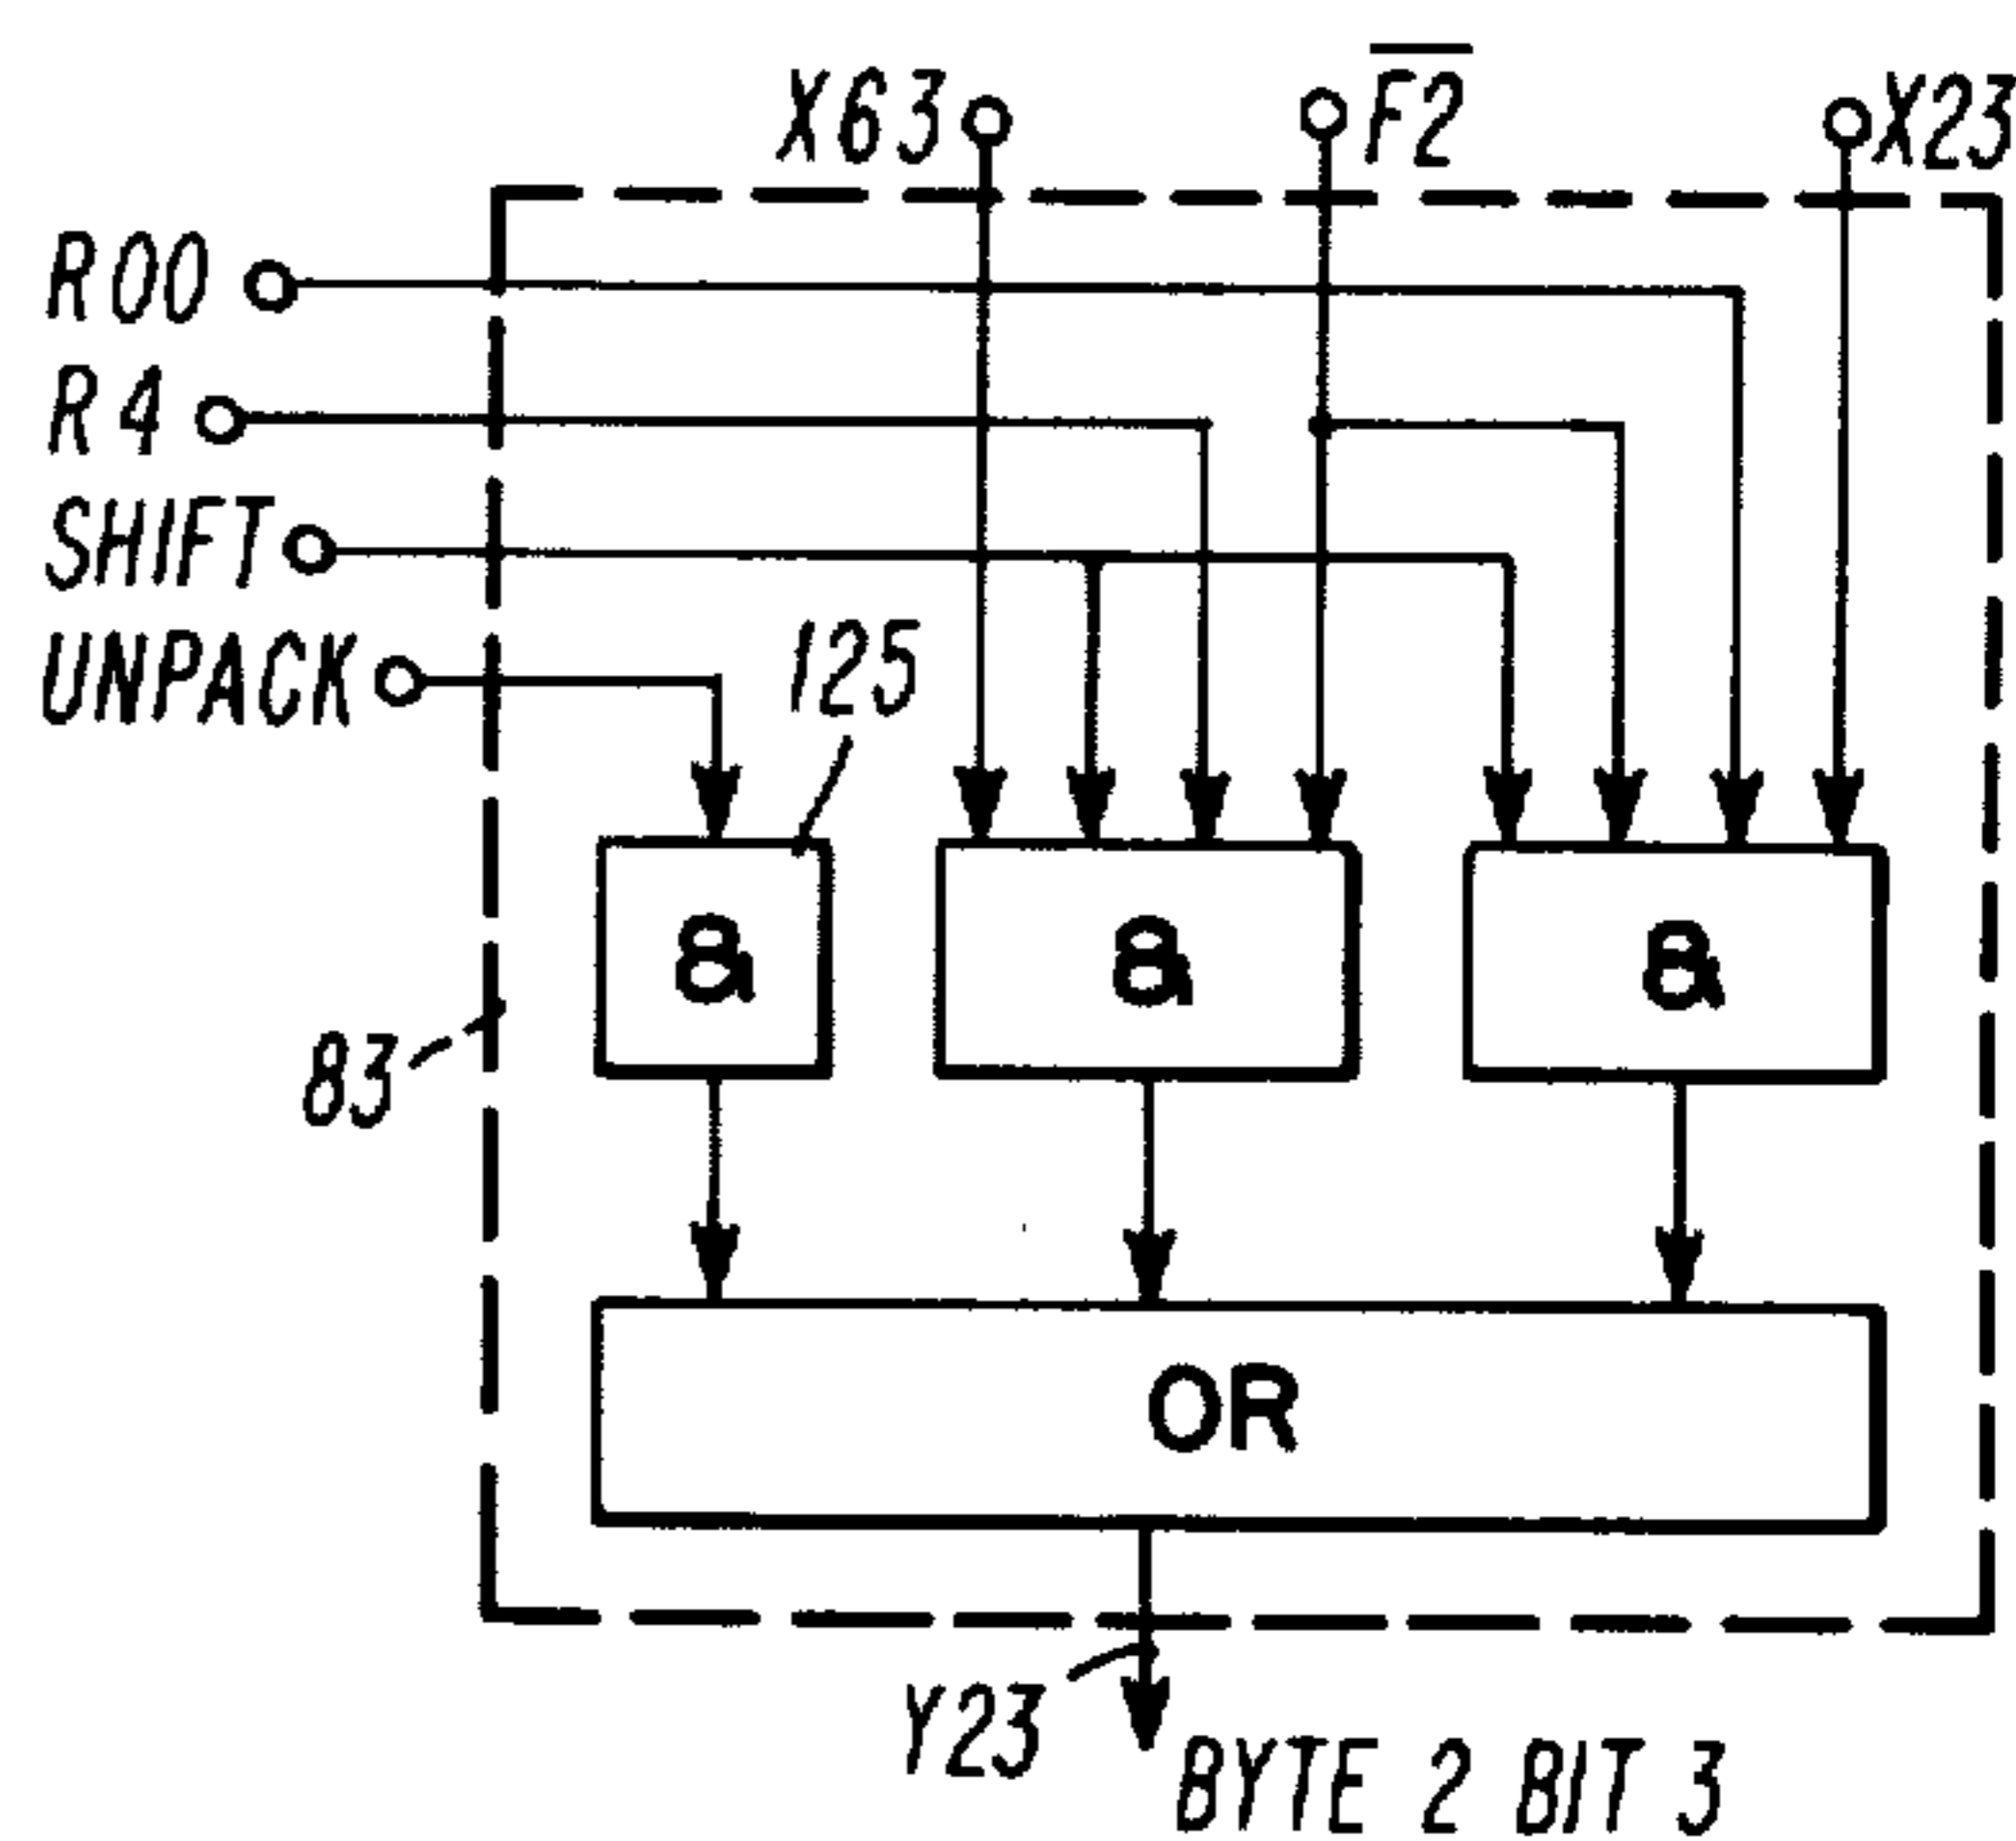 X63
F2
X23
R00
R4
SHIFT
UNPACK
125
&
&
&
83
OR
Y23
BYTE 2 BIT 3